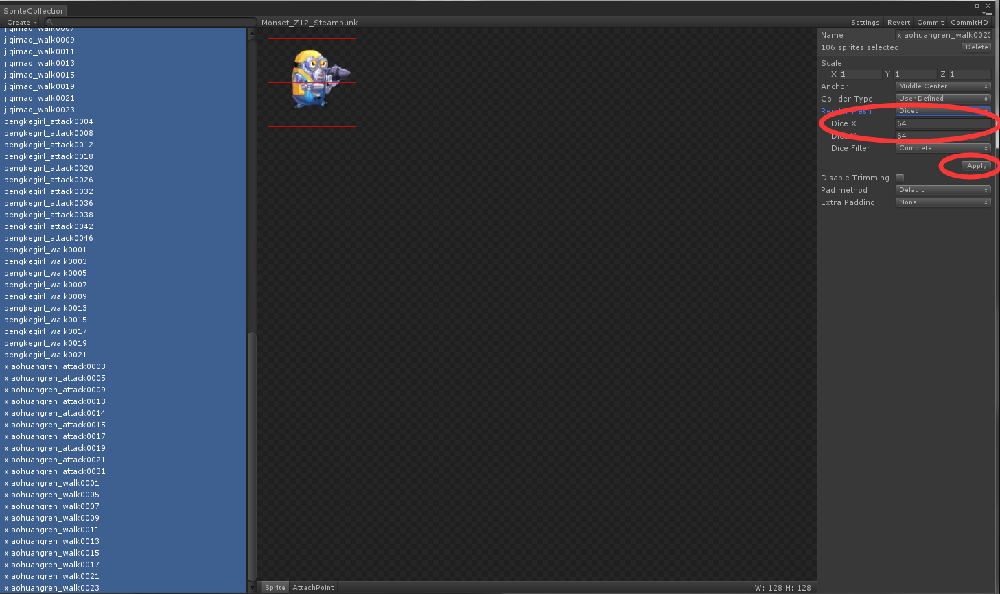 SpriteCollection
Create
Monset_Z12_Steampunk
Settings Revert Commit CommitHD
jiqimao_walk0007
jiqimao_walk0009
jiqimao_walk0011
jiqimao_walk0013
jiqimao_walk0015
jiqimao_walk0019
jiqimao_walk0021
jiqimao_walk0023
pengkegirl_attack0004
pengkegirl_attack0008
pengkegirl_attack0012
pengkegirl_attack0018
pengkegirl_attack0020
pengkegirl_attack0026
pengkegirl_attack0032
pengkegirl_attack0036
pengkegirl_attack0038
pengkegirl_attack0042
pengkegirl_attack0046
pengkegirl_walk0001
pengkegirl_walk0003
pengkegirl_walk0005
pengkegirl_walk0007
pengkegirl_walk0009
pengkegirl_walk0013
pengkegirl_walk0015
pengkegirl_walk0017
pengkegirl_walk0019
pengkegirl_walk0021
xiaohuangren_attack0003
xiaohuangren_attack0005
xiaohuangren_attack0009
xiaohuangren_attack0013
xiaohuangren_attack0014
xiaohuangren_attack0015
xiaohuangren_attack0017
xiaohuangren_attack0019
xiaohuangren_attack0021
xiaohuangren_attack0031
xiaohuangren_walk0001
xiaohuangren_walk0005
xiaohuangren_walk0007
xiaohuangren_walk0009
xiaohuangren_walk0011
xiaohuangren_walk0013
xiaohuangren_walk0015
xiaohuangren_walk0017
xiaohuangren_walk0021
xiaohuangren_walk0023
Name xiaohuangren_walk002
106 sprites selected Delete
Scale
X 1 Y 1 Z 1
Anchor Middle Center
Collider Type User Defined
Render Mesh Diced
Dice X 64
Dice Y 64
Dice Filter Complete
Apply
Disable Trimming
Pad method Default
Extra Padding None
Sprite AttachPoint
W: 128 H: 128